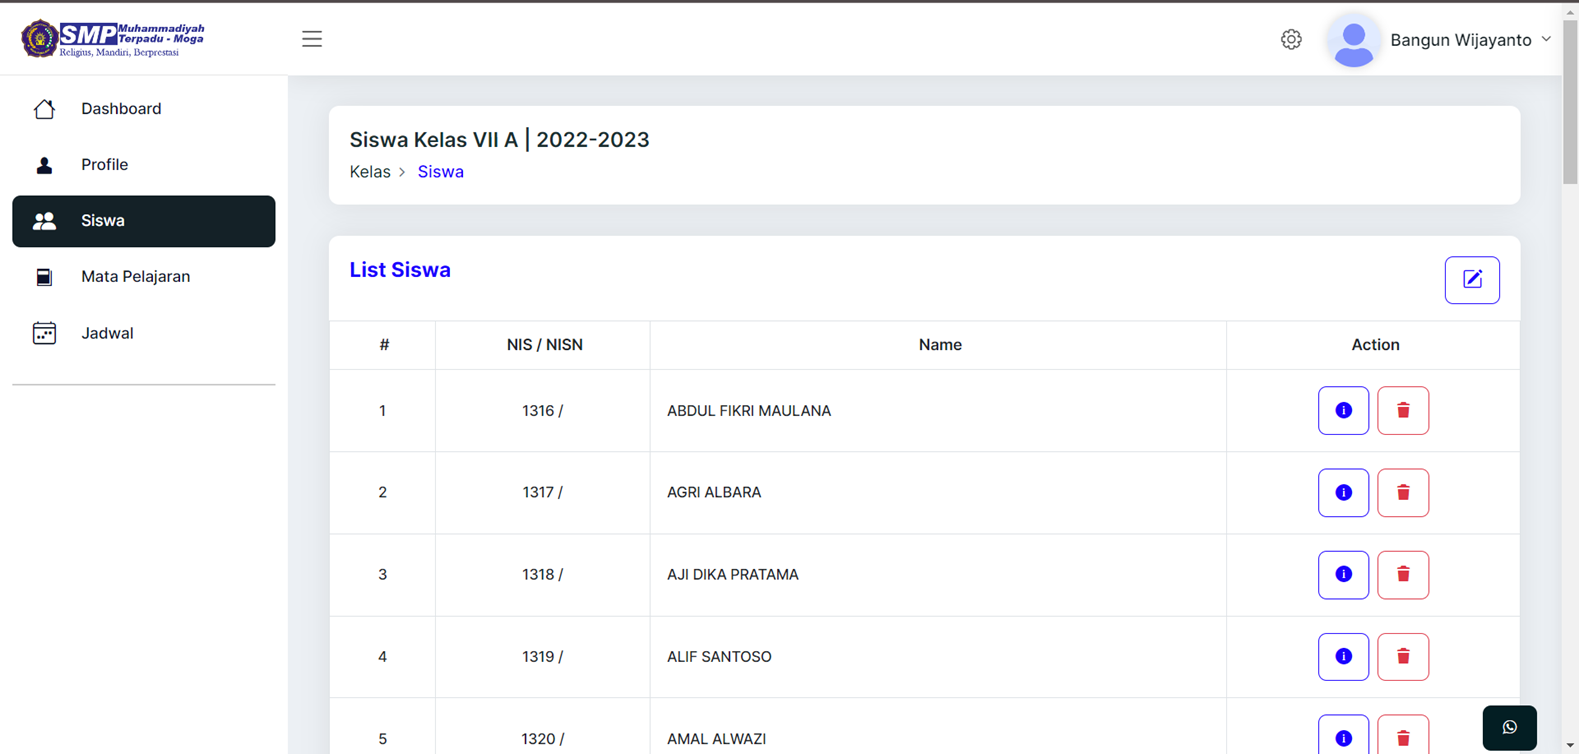 SMP Muhammadiyah
Terpadu - Moga
Religius, Mandiri, Berprestasi
Bangun Wijayanto
Dashboard
Profile
Siswa
Mata Pelajaran
Jadwal
Siswa Kelas VII A | 2022-2023
Kelas > Siswa
List Siswa
# NIS / NISN Name Action
1 1316 / ABDUL FIKRI MAULANA
2 1317 / AGRI ALBARA
3 1318 / AJI DIKA PRATAMA
4 1319 / ALIF SANTOSO
5 1320 / AMAL ALWAZI